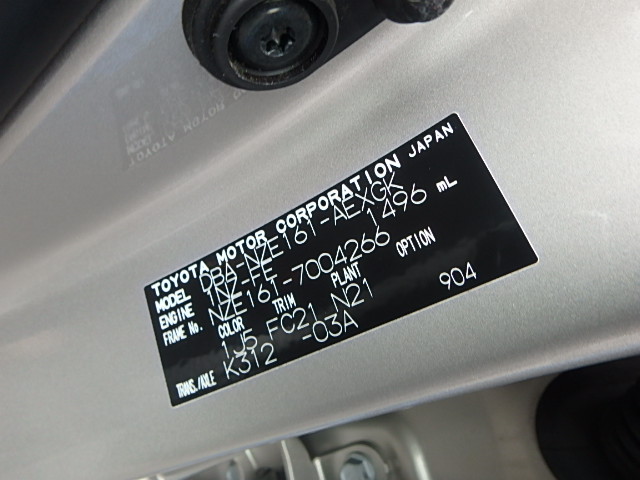 TOYOTA MOTOR CORPORATION JAPAN
MODEL DBA-NZE161-AEXGK
ENGINE 1NZ-FE 1496 mL
FRAME No. NZE161-7004266
COLOR TRIM PLANT OPTION
1J5 FC21 N21 904
TRANS./AXLE K312 -03A